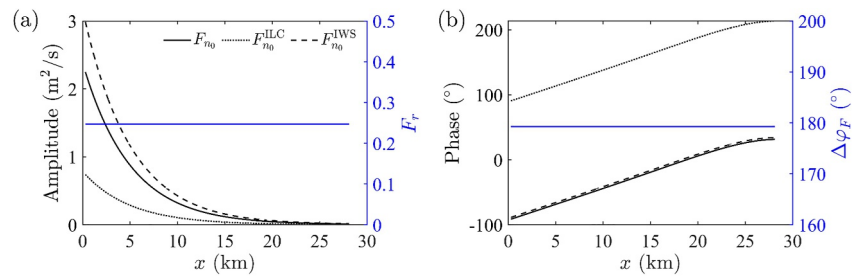 (a)
Amplitude (m²/s)
3
2
1
0
F_{n_0} F_{n_0}^{ILC} F_{n_0}^{IWS}
0.5
0.4
0.3
0.2
0.1
0
F_r
0 5 10 15 20 25 30
x (km)
(b)
Phase (°)
200
100
0
-100
200
190
180
170
160
Δφ_F (°)
0 5 10 15 20 25 30
x (km)